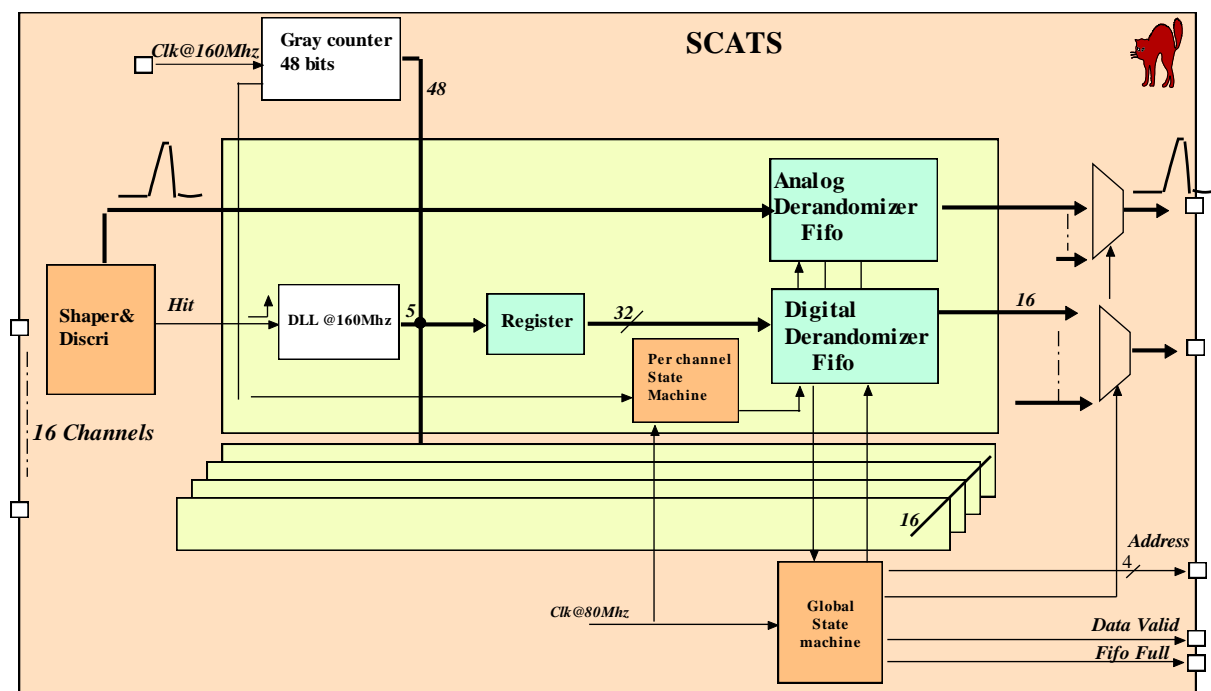 SCATS
Clk@160Mhz
Gray counter
48 bits
48
Analog
Derandomizer
Fifo
Shaper&
Discri
Hit
DLL @160Mhz
5
Register
32
Digital
Derandomizer
Fifo
16
Per channel
State
Machine
16 Channels
16
Address
4
Clk@80Mhz
Global
State
machine
Data Valid
Fifo Full